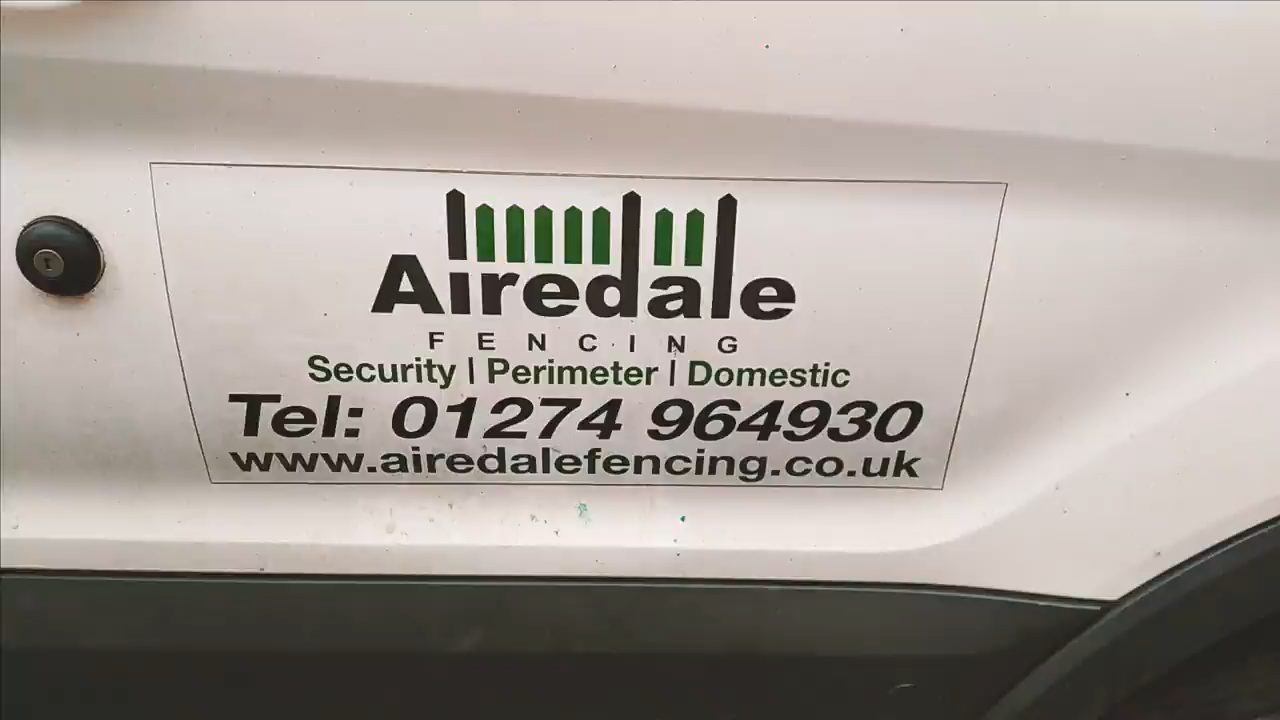 Airedale
FENCING
Security | Perimeter | Domestic
Tel: 01274 964930
www.airedalefencing.co.uk